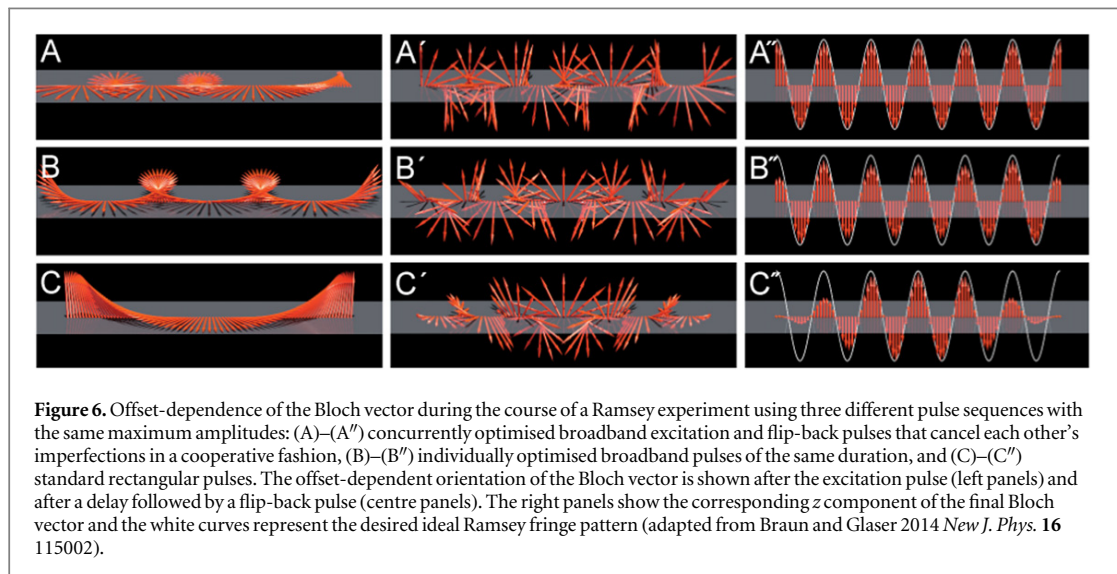 A A′ A″
B B′ B″
C C′ C″
Figure 6. Offset-dependence of the Bloch vector during the course of a Ramsey experiment using three different pulse sequences with
the same maximum amplitudes: (A)–(A″) concurrently optimised broadband excitation and flip-back pulses that cancel each other's
imperfections in a cooperative fashion, (B)–(B″) individually optimised broadband pulses of the same duration, and (C)–(C″)
standard rectangular pulses. The offset-dependent orientation of the Bloch vector is shown after the excitation pulse (left panels) and
after a delay followed by a flip-back pulse (centre panels). The right panels show the corresponding z component of the final Bloch
vector and the white curves represent the desired ideal Ramsey fringe pattern (adapted from Braun and Glaser 2014 New J. Phys. 16
115002).